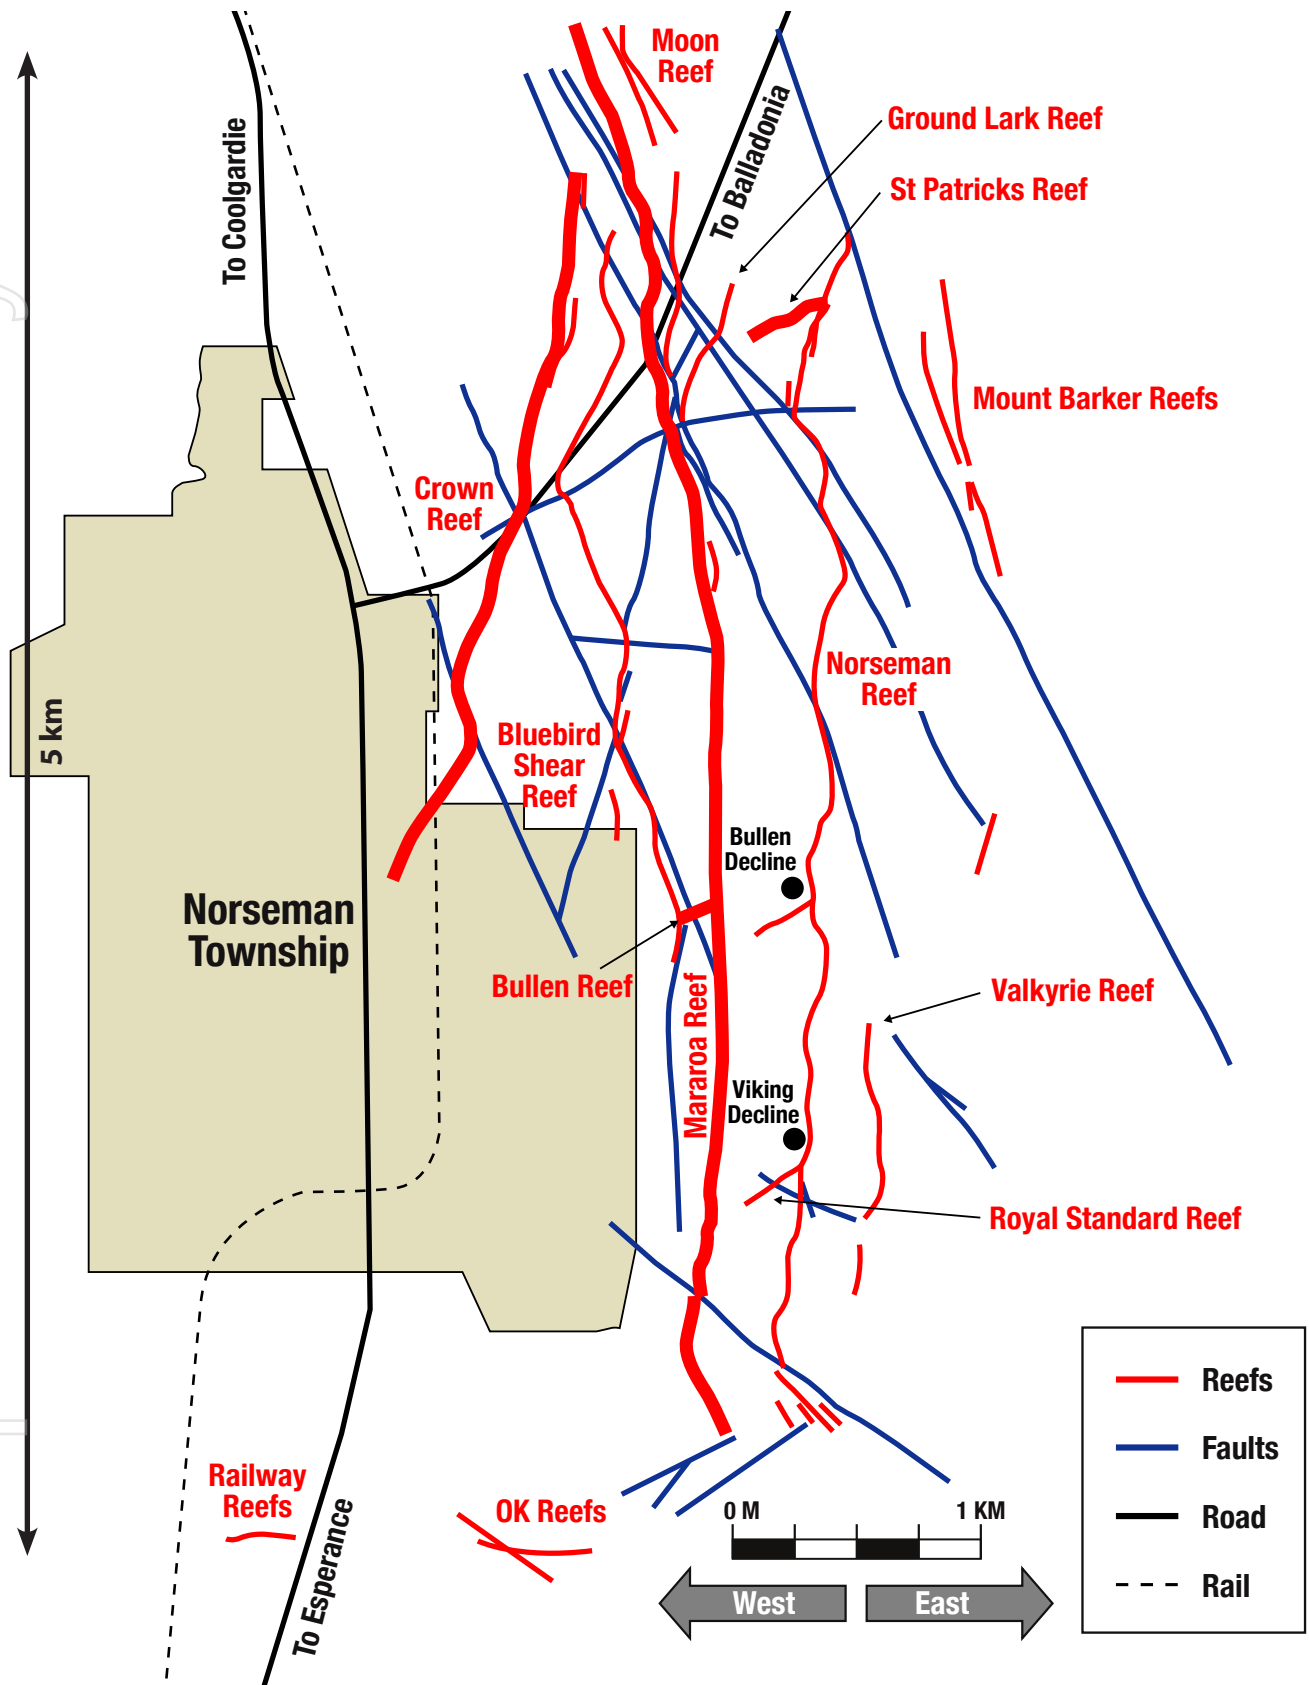 Moon
Reef
Ground Lark Reef
St Patricks Reef
To Coolgardie
To Balladonia
Mount Barker Reefs
Crown
Reef
Norseman
Reef
5 km
Bluebird
Shear
Reef
Bullen
Decline
Norseman
Township
Bullen Reef
Mararoa Reef
Valkyrie Reef
Viking
Decline
Royal Standard Reef
Reefs
Faults
Road
Rail
Railway
Reefs
To Esperance
OK Reefs
0 M
1 KM
West
East